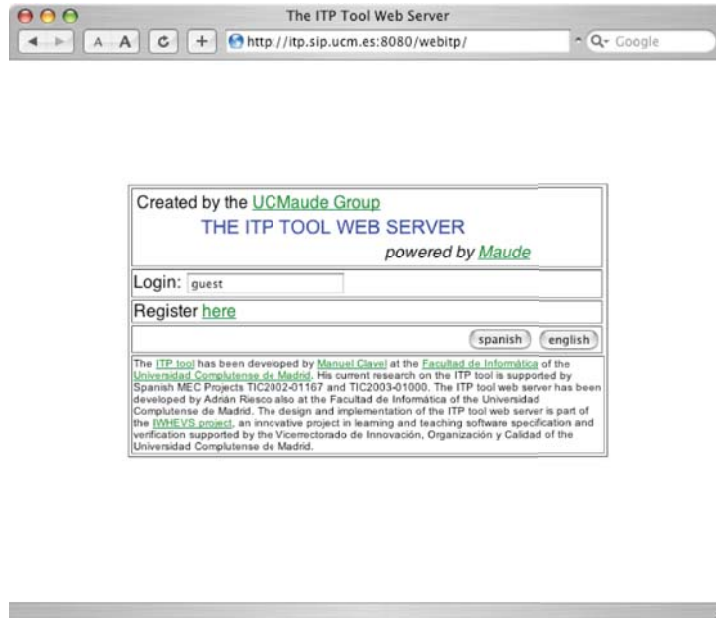 The ITP Tool Web Server
A A C + http://itp.sip.ucm.es:8080/webitp/ Q Google
Created by the UCMaude Group
THE ITP TOOL WEB SERVER
powered by Maude
Login: guest
Register here
spanish english
The ITP tool has been developed by Manuel Clavel at the Facultad de Informática of the
Universidad Complutense de Madrid. His current research on the ITP tool is supported by
Spanish MEC Projects TIC2002-01167 and TIC2003-01000. The ITP tool web server has been
developed by Adrián Riesco also at the Facultad de Informática of the Universidad
Complutense de Madrid. The design and implementation of the ITP tool web server is part of
the IWHEVS project, an innovative project in learning and teaching software specification and
verification supported by the Vicerrectorado de Innovación, Organización y Calidad of the
Universidad Complutense de Madrid.